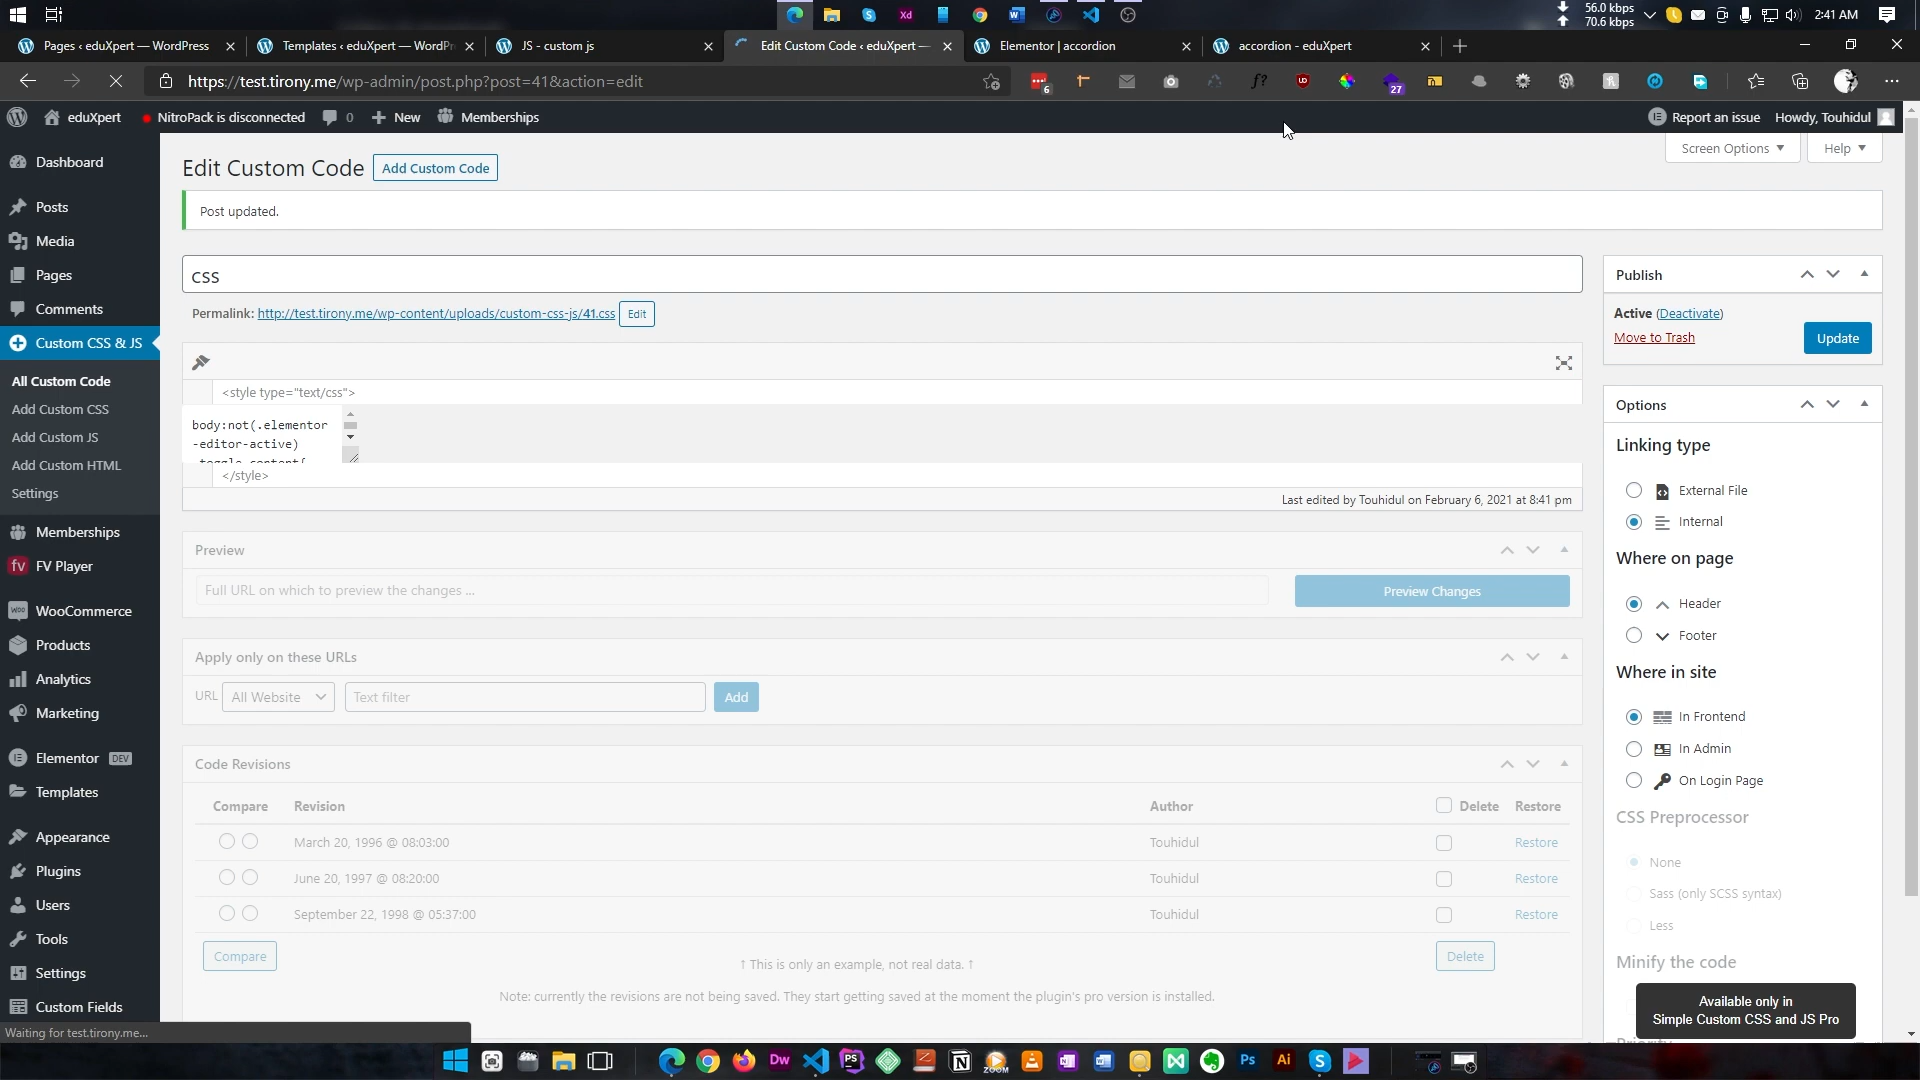 56.0 kbps
70.6 kbps
2:41 AM
Pages ‹ eduXpert — WordPress
Templates ‹ eduXpert — WordPr
JS - custom js
Edit Custom Code ‹ eduXpert —
Elementor | accordion
accordion - eduXpert
https://test.tirony.me/wp-admin/post.php?post=41&action=edit
6
27
eduXpert
NitroPack is disconnected
0
New
Memberships
Report an issue
Howdy, Touhidul
Dashboard
Posts
Media
Pages
Comments
Custom CSS & JS
All Custom Code
Add Custom CSS
Add Custom JS
Add Custom HTML
Settings
Memberships
FV Player
WooCommerce
Products
Analytics
Marketing
Elementor DEV
Templates
Appearance
Plugins
Users
Tools
Settings
Custom Fields
Waiting for test.tirony.me...
Edit Custom Code
Add Custom Code
Screen Options
Help
Post updated.
CSS
Permalink: http://test.tirony.me/wp-content/uploads/custom-css-js/41.css Edit
<style type="text/css">
body:not(.elementor
-editor-active)
</style>
Last edited by Touhidul on February 6, 2021 at 8:41 pm
Preview
Full URL on which to preview the changes ...
Preview Changes
Apply only on these URLs
URL
All Website
Text filter
Add
Code Revisions
Compare Revision Author Delete Restore
March 20, 1996 @ 08:03:00 Touhidul Restore
June 20, 1997 @ 08:20:00 Touhidul Restore
September 22, 1998 @ 05:37:00 Touhidul Restore
Compare
Delete
↑ This is only an example, not real data. ↑
Note: currently the revisions are not being saved. They start getting saved at the moment the plugin's pro version is installed.
Publish
Active (Deactivate)
Move to Trash
Update
Options
Linking type
External File
Internal
Where on page
Header
Footer
Where in site
In Frontend
In Admin
On Login Page
CSS Preprocessor
None
Sass (only SCSS syntax)
Less
Minify the code
Available only in
Simple Custom CSS and JS Pro